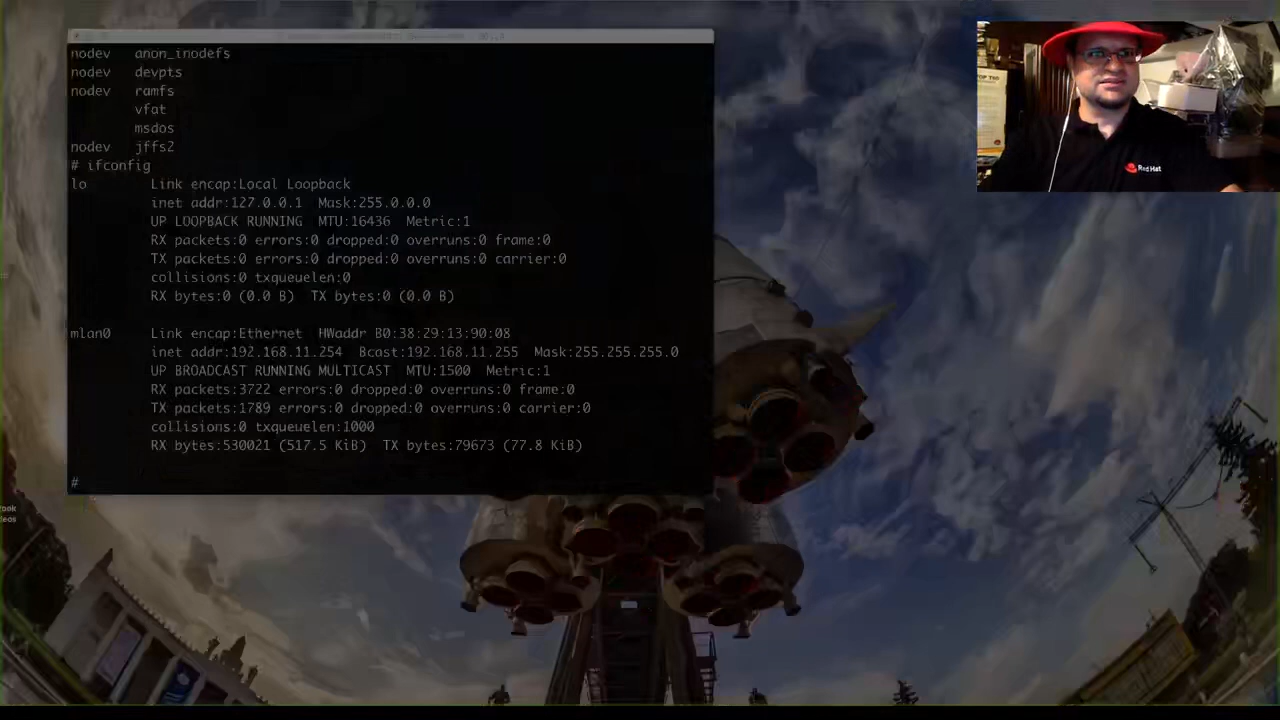 nodev   anon_inodefs
nodev   devpts
nodev   ramfs
        vfat
        msdos
nodev   jffs2
# ifconfig
lo        Link encap:Local Loopback
          inet addr:127.0.0.1  Mask:255.0.0.0
          UP LOOPBACK RUNNING  MTU:16436  Metric:1
          RX packets:0 errors:0 dropped:0 overruns:0 frame:0
          TX packets:0 errors:0 dropped:0 overruns:0 carrier:0
          collisions:0 txqueuelen:0
          RX bytes:0 (0.0 B)  TX bytes:0 (0.0 B)
mlan0     Link encap:Ethernet  HWaddr B0:38:29:13:90:08
          inet addr:192.168.11.254  Bcast:192.168.11.255  Mask:255.255.255.0
          UP BROADCAST RUNNING MULTICAST  MTU:1500  Metric:1
          RX packets:3722 errors:0 dropped:0 overruns:0 frame:0
          TX packets:1789 errors:0 dropped:0 overruns:0 carrier:0
          collisions:0 txqueuelen:1000
          RX bytes:530021 (517.5 KiB)  TX bytes:79673 (77.8 KiB)
#
Red Hat